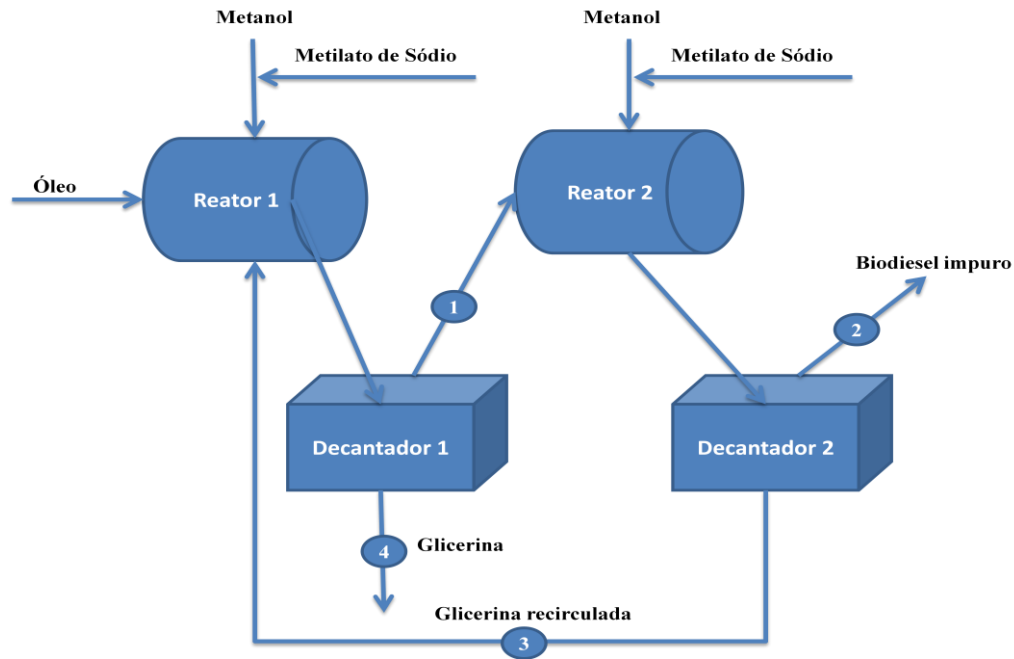 Metanol
Metanol
Metilato de Sódio
Metilato de Sódio
Óleo
Reator 1
Reator 2
Biodiesel impuro
1
2
Decantador 1
Decantador 2
4
Glicerina
Glicerina recirculada
3